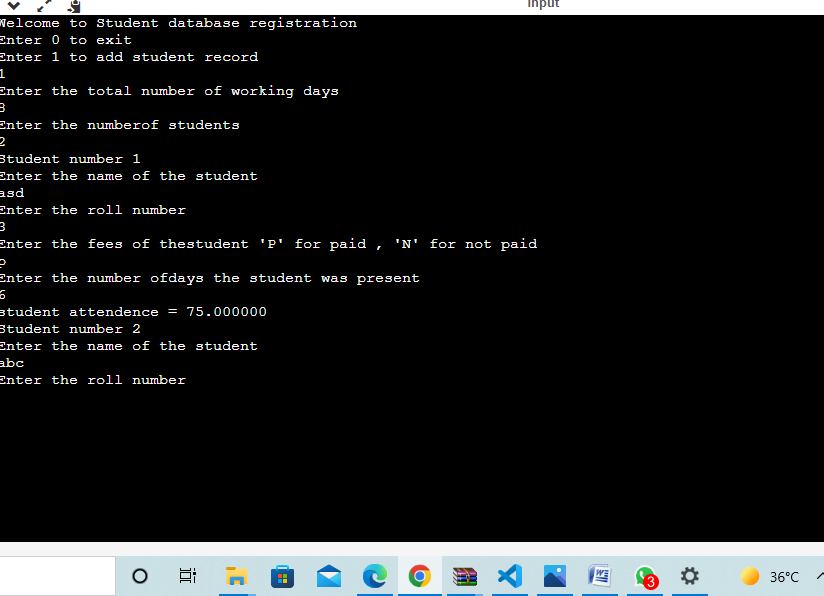 input
Welcome to Student database registration
Enter 0 to exit
Enter 1 to add student record
1
Enter the total number of working days
8
Enter the numberof students
2
Student number 1
Enter the name of the student
asd
Enter the roll number
3
Enter the fees of thestudent 'P' for paid , 'N' for not paid
p
Enter the number ofdays the student was present
6
student attendence = 75.000000
Student number 2
Enter the name of the student
abc
Enter the roll number
3
36°C